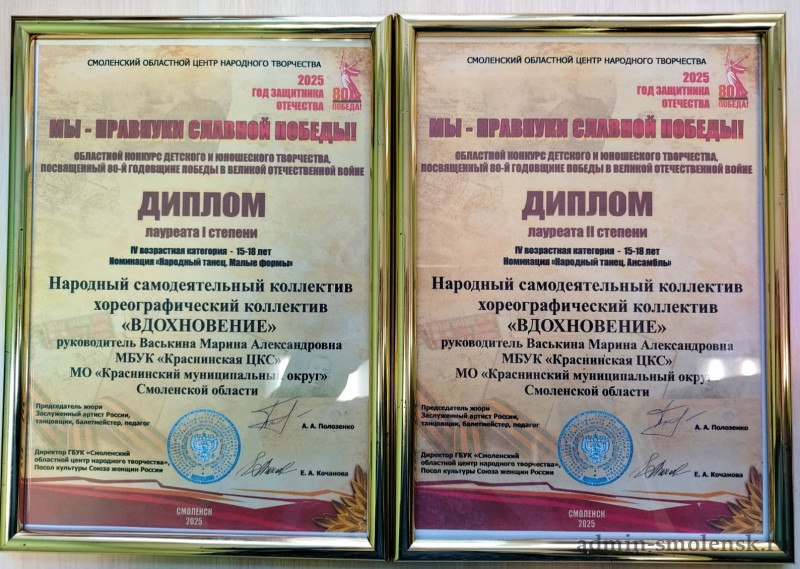 СМОЛЕНСКИЙ ОБЛАСТНОЙ ЦЕНТР НАРОДНОГО ТВОРЧЕСТВА
2025
ГОД ЗАЩИТНИКА
ОТЕЧЕСТВА
80
ПОБЕДА!
МЫ - ПРАВНУКИ СЛАВНОЙ ПОБЕДЫ!
ОБЛАСТНОЙ КОНКУРС ДЕТСКОГО И ЮНОШЕСКОГО ТВОРЧЕСТВА,
ПОСВЯЩЕННЫЙ 80-Й ГОДОВЩИНЕ ПОБЕДЫ В ВЕЛИКОЙ ОТЕЧЕСТВЕННОЙ ВОЙНЕ
ДИПЛОМ
лауреата I степени
IV возрастная категория - 15-18 лет
Номинация «Народный танец, Малые формы»
Народный самодеятельный коллектив
хореографический коллектив
«ВДОХНОВЕНИЕ»
руководитель Васькина Марина Александровна
МБУК «Краснинская ЦКС»
МО «Краснинский муниципальный округ»
Смоленской области
Председатель жюри
Заслуженный артист России,
танцовщик, балетмейстер, педагог
А. А. Полозенко
Директор ГБУК «Смоленский
областной центр народного творчества»,
Посол культуры Союза женщин России
Е. А. Кочанова
СМОЛЕНСК
2025
СМОЛЕНСКИЙ ОБЛАСТНОЙ ЦЕНТР НАРОДНОГО ТВОРЧЕСТВА
2025
ГОД ЗАЩИТНИКА
ОТЕЧЕСТВА
80
ПОБЕДА!
МЫ - ПРАВНУКИ СЛАВНОЙ ПОБЕДЫ!
ОБЛАСТНОЙ КОНКУРС ДЕТСКОГО И ЮНОШЕСКОГО ТВОРЧЕСТВА,
ПОСВЯЩЕННЫЙ 80-Й ГОДОВЩИНЕ ПОБЕДЫ В ВЕЛИКОЙ ОТЕЧЕСТВЕННОЙ ВОЙНЕ
ДИПЛОМ
лауреата II степени
IV возрастная категория - 15-18 лет
Номинация «Народный танец, Ансамбль»
Народный самодеятельный коллектив
хореографический коллектив
«ВДОХНОВЕНИЕ»
руководитель Васькина Марина Александровна
МБУК «Краснинская ЦКС»
МО «Краснинский муниципальный округ»
Смоленской области
Председатель жюри
Заслуженный артист России,
танцовщик, балетмейстер, педагог
А. А. Полозенко
Директор ГБУК «Смоленский
областной центр народного творчества»,
Посол культуры Союза женщин России
Е. А. Кочанова
СМОЛЕНСК
2025
admin-smolensk.r